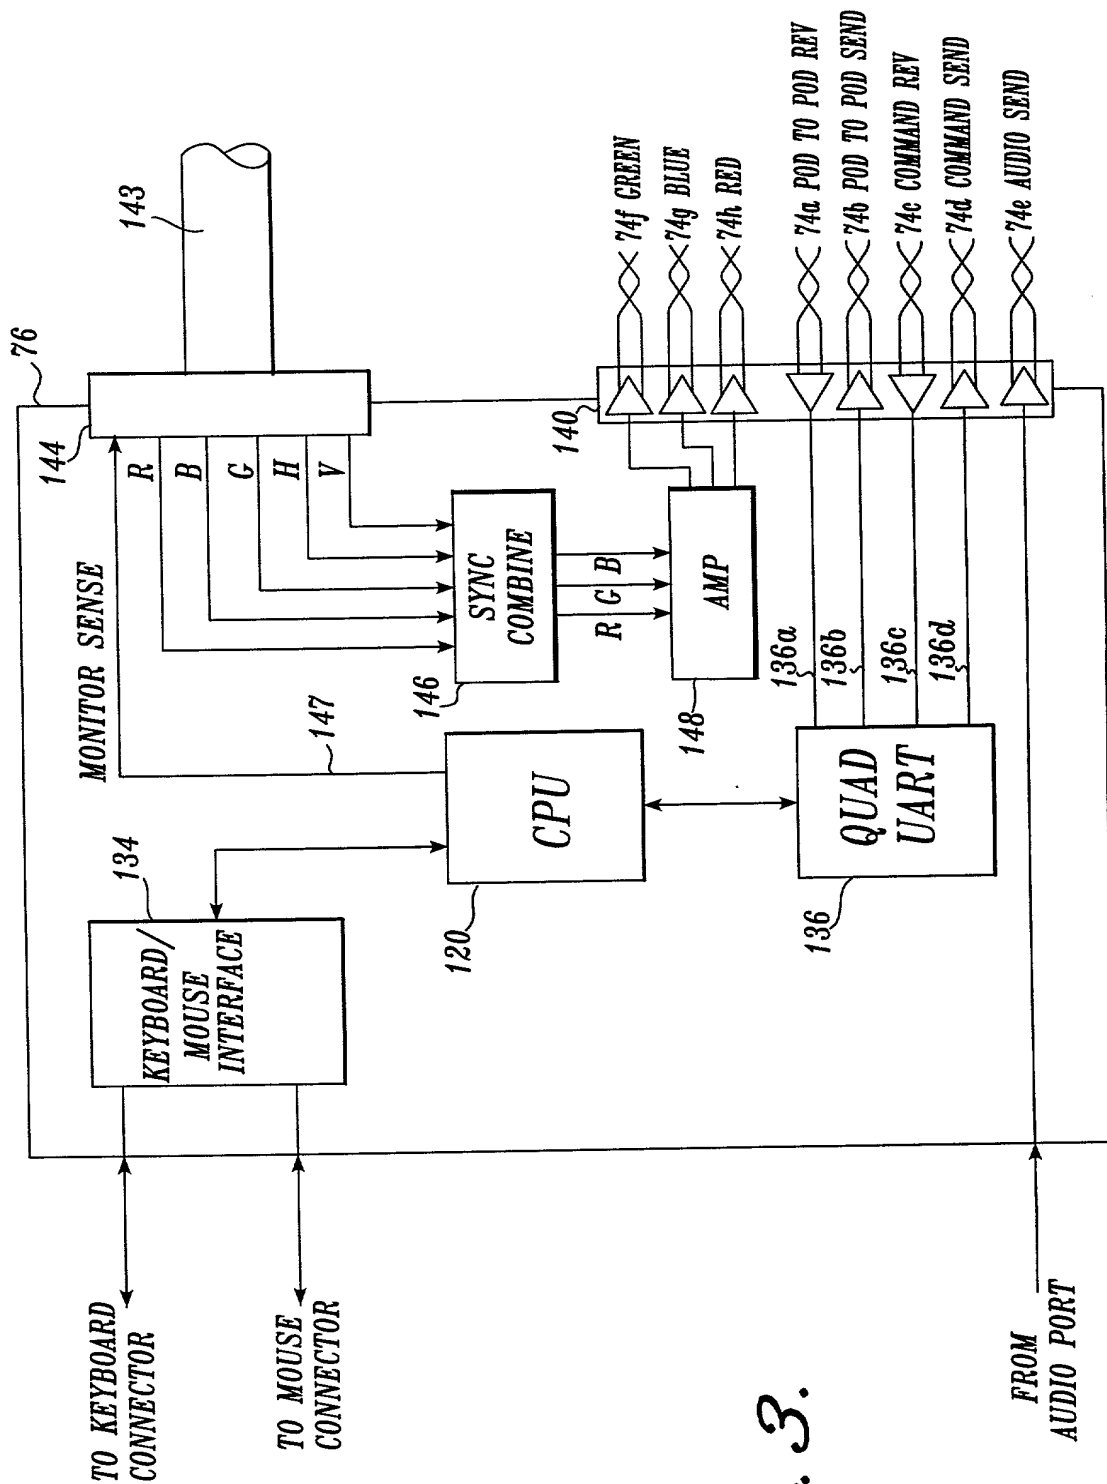 TO KEYBOARD
CONNECTOR
TO MOUSE
CONNECTOR
FROM
AUDIO PORT
KEYBOARD/
MOUSE
INTERFACE
134
MONITOR SENSE
147
CPU
120
QUAD
UART
136
144
76
143
R
B
G
H
V
SYNC
COMBINE
146
R
G
B
AMP
148
136a
136b
136c
136d
140
74f GREEN
74g BLUE
74h RED
74a POD TO POD REV
74b POD TO POD SEND
74c COMMAND REV
74d COMMAND SEND
74e AUDIO SEND
. 3.